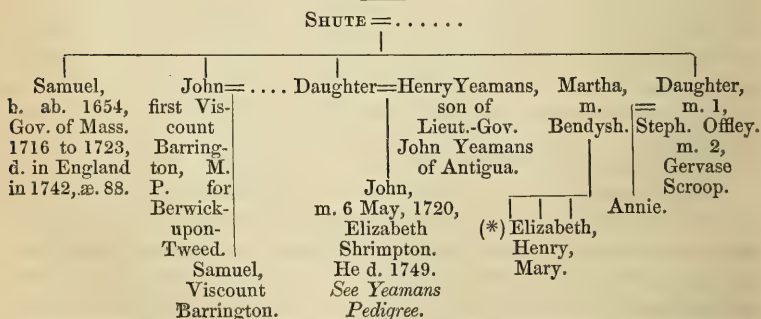 SHUTE = . . . . . .
Samuel,
b. ab. 1654,
Gov. of Mass.
1716 to 1723,
d. in England
in 1742, æ. 88.
John = . . . .
first Vis-
count
Barring-
ton, M.
P. for
Berwick-
upon-
Tweed.
Samuel,
Viscount
Barrington.
Daughter = Henry Yeamans,
son of
Lieut.-Gov.
John Yeamans
of Antigua.
John,
m. 6 May, 1720,
Elizabeth
Shrimpton.
He d. 1749.
See Yeamans
Pedigree.
Martha,
m.
Bendysh.
(*) Elizabeth,
Henry,
Mary.
Daughter,
= m. 1,
Steph. Offley.
m. 2,
Gervase
Scroop.
Annie.